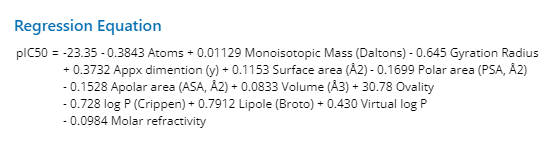 Regression Equation
pIC50 = -23.35 - 0.3843 Atoms + 0.01129 Monoisotopic Mass (Daltons) - 0.645 Gyration Radius
+ 0.3732 Appx dimention (y) + 0.1153 Surface area (Å2) - 0.1699 Polar area (PSA, Å2)
- 0.1528 Apolar area (ASA, Å2) + 0.0833 Volume (Å3) + 30.78 Ovality
- 0.728 log P (Crippen) + 0.7912 Lipole (Broto) + 0.430 Virtual log P
- 0.0984 Molar refractivity